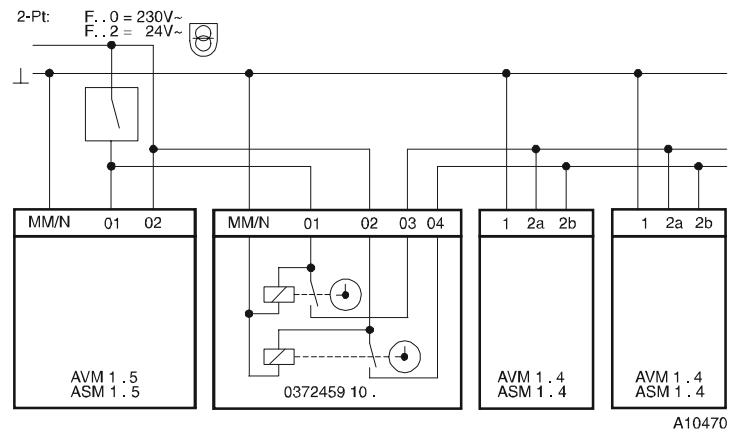 2-Pt: F..0 = 230V~
F..2 = 24V~
⊥
MM/N 01 02
MM/N 01 02 03 04
1 2a 2b
1 2a 2b
AVM 1.5
ASM 1.5
0372459 10.
AVM 1.4
ASM 1.4
AVM 1.4
ASM 1.4
A10470